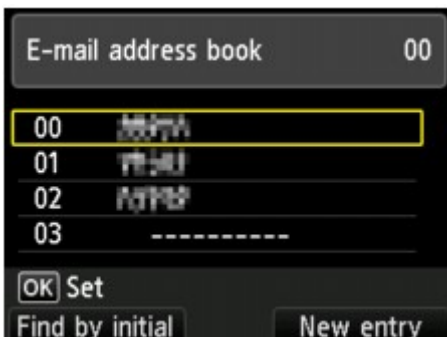 E-mail address book 00
00
01
02
03 ----------
OK Set
Find by initial New entry